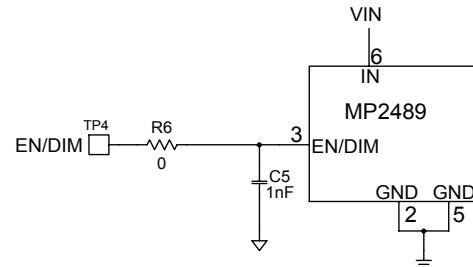 VIN
6
IN
MP2489
TP4
R6
EN/DIM
3
EN/DIM
0
C5
1nF
GND
GND
2
5